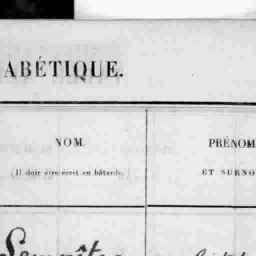 ABÉTIQUE.
NOM.
PRÉNOM
(Il doit être écrit en bâtarde.
ET SURNO